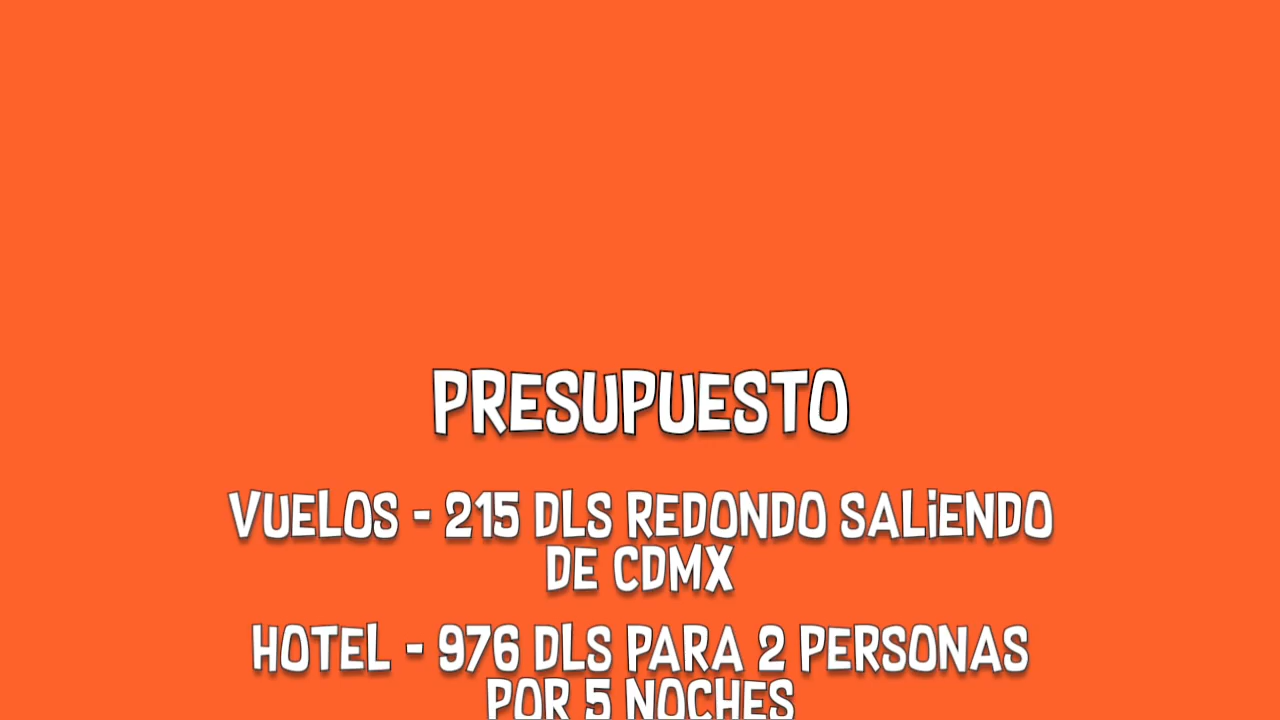 PRESUPUESTO
VUELOS - 215 DLS REDONDO SALIENDO
DE CDMX
HOTEL - 976 DLS PARA 2 PERSONAS
POR 5 NOCHES